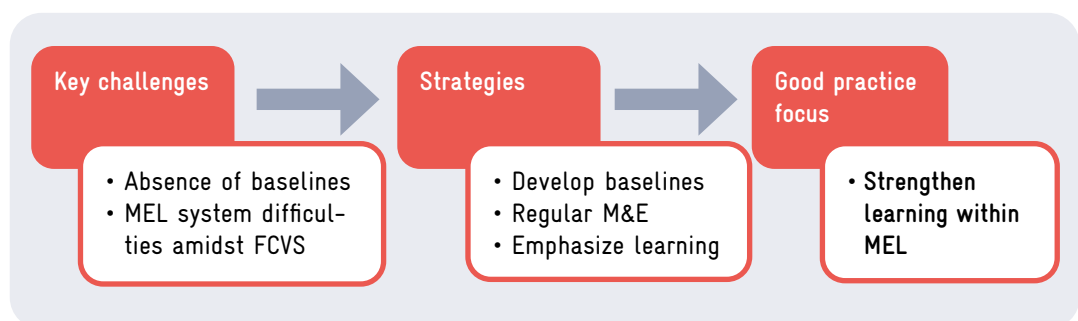 Key challenges
• Absence of baselines
• MEL system difficul-
ties amidst FCVS
Strategies
• Develop baselines
• Regular M&E
• Emphasize learning
Good practice
focus
• Strengthen
learning within
MEL